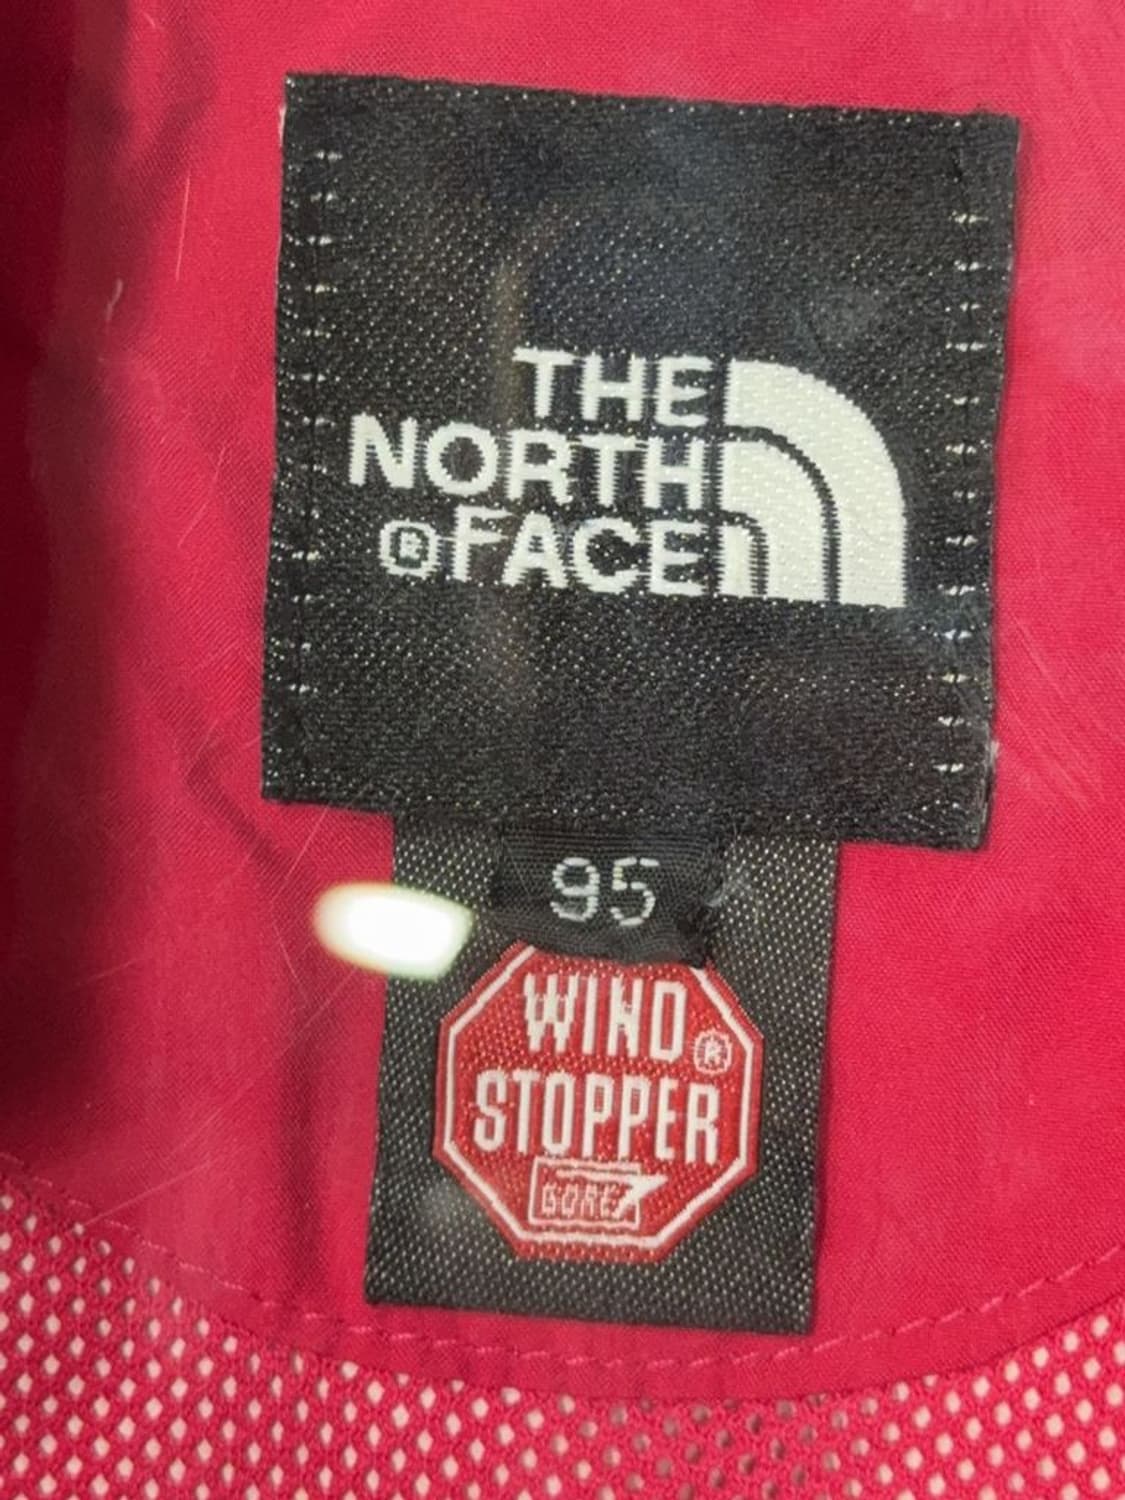 THE
NORTH
®FACE
95
WIND®
STOPPER
GORE